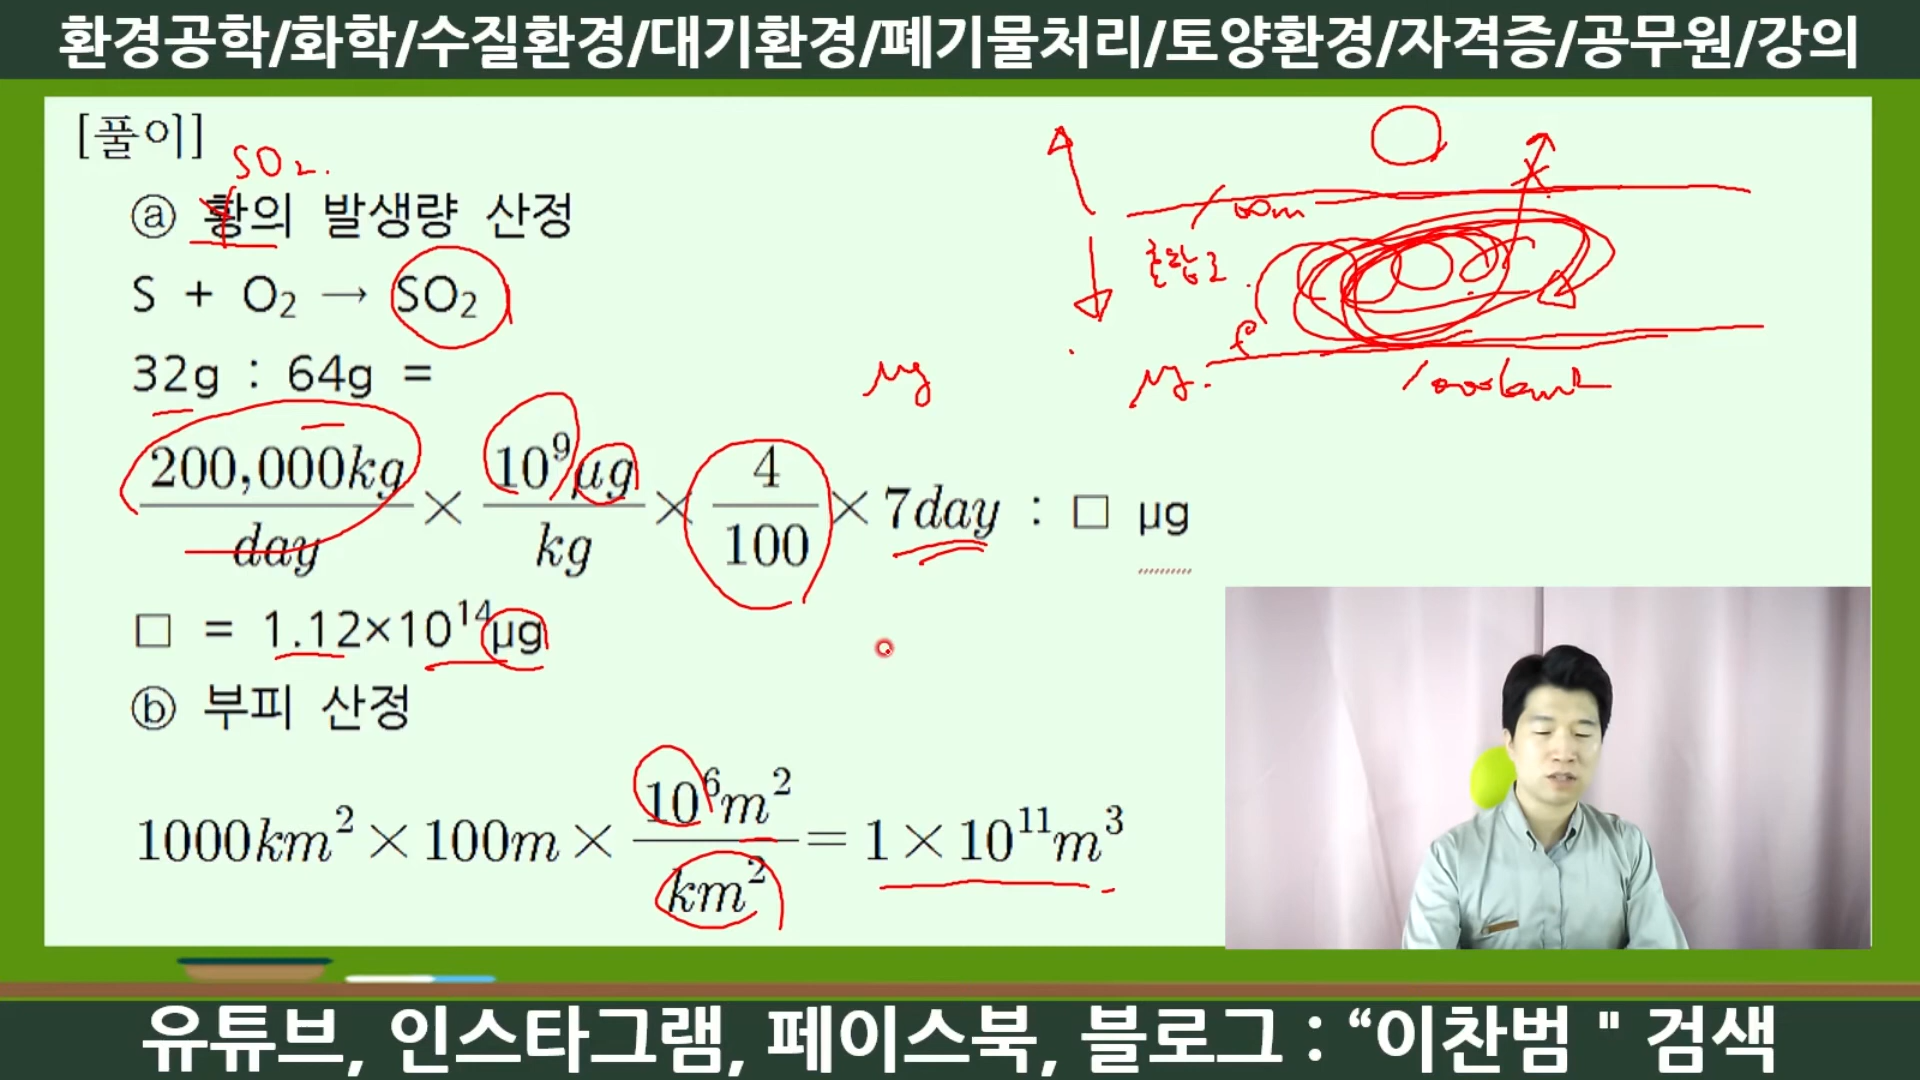 환경공학/화학/수질환경/대기환경/폐기물처리/토양환경/자격증/공무원/강의
[풀이]
SO2.
ⓐ 황의 발생량 산정
S + O₂ → SO₂
32g : 64g =
μg μg.
100m
1000km²
200,000kg/day × 10⁹μg/kg × 4/100 × 7day : □ μg
□ = 1.12×10¹⁴μg
ⓑ 부피 산정
1000km² × 100m × 10⁶m²/km² = 1 × 10¹¹m³
유튜브, 인스타그램, 페이스북, 블로그 : “이찬범 " 검색